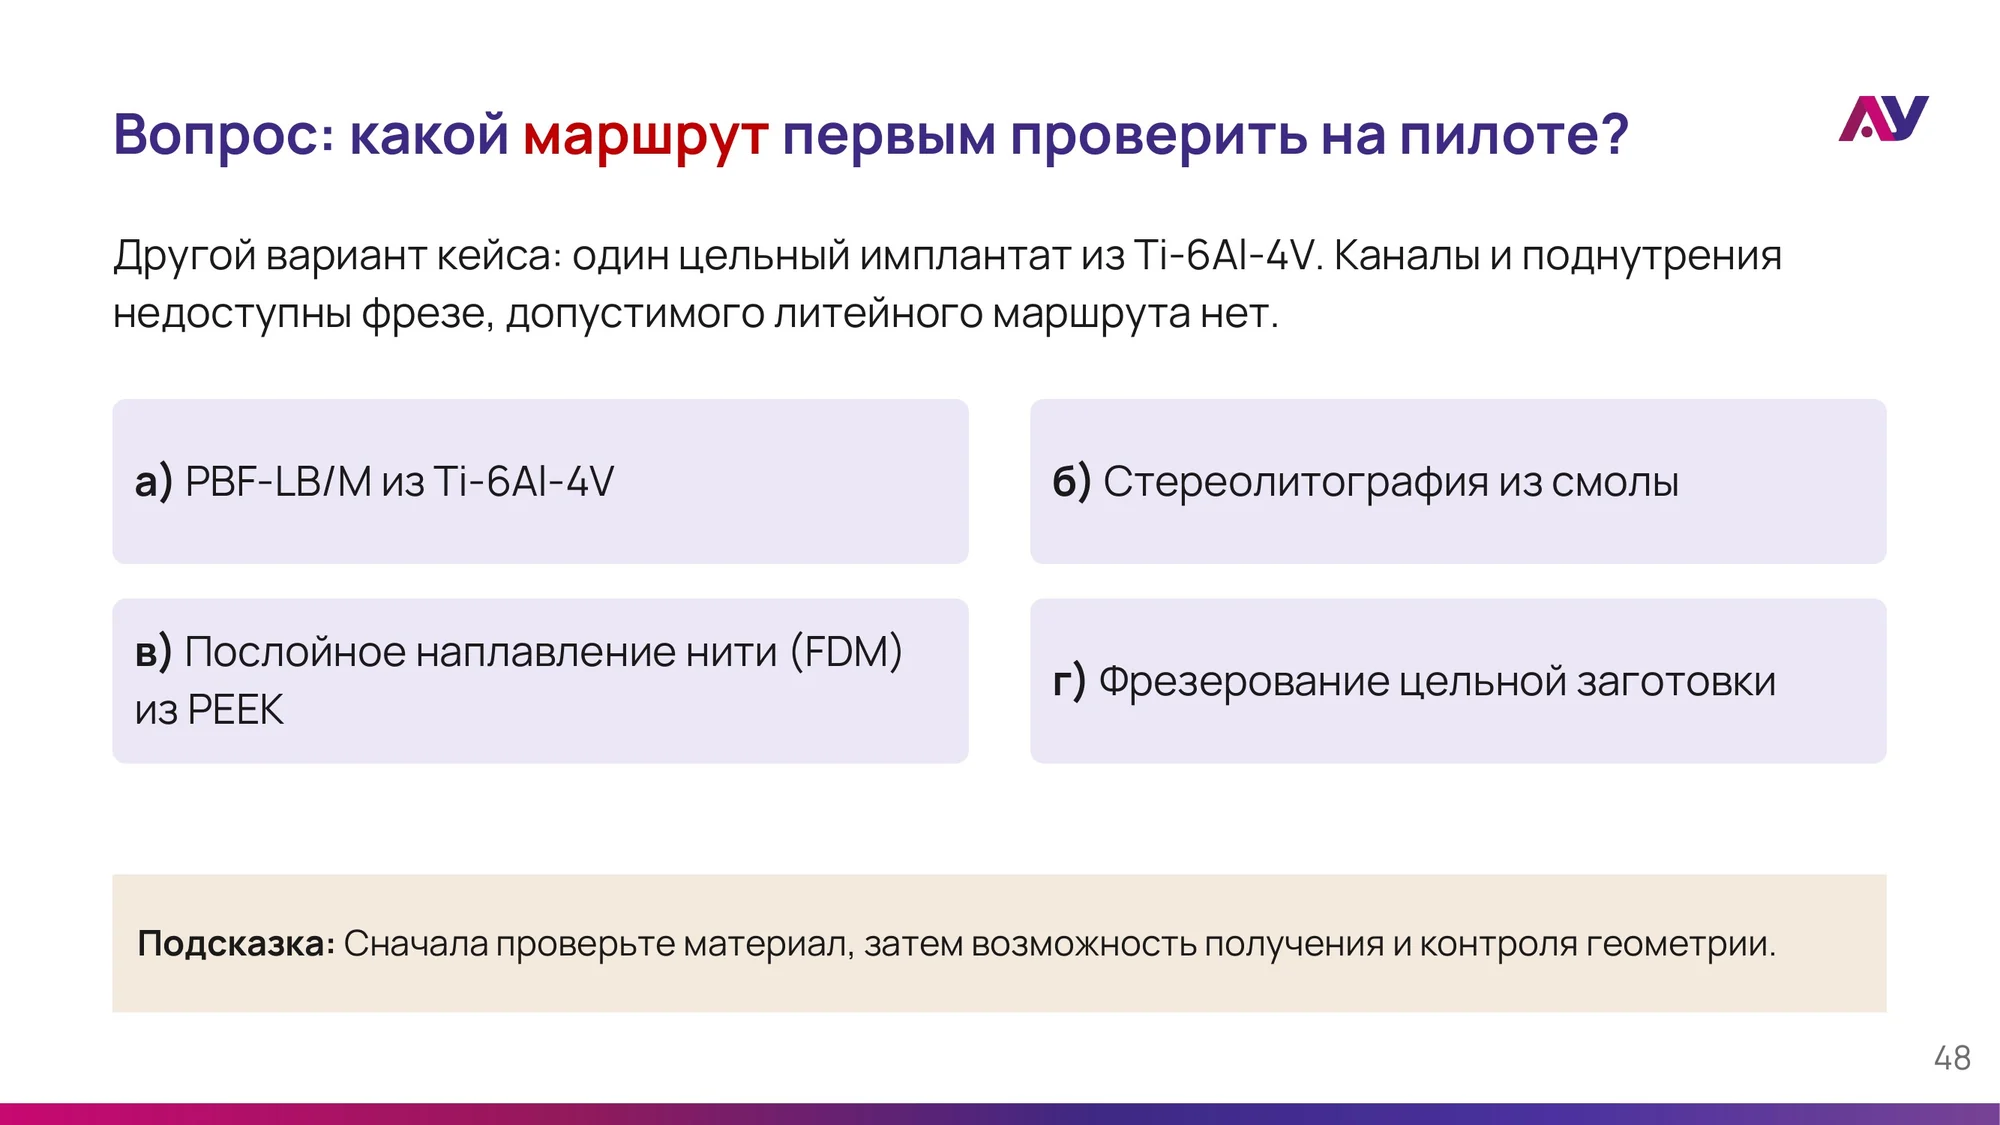 Вопрос: какой маршрут первым проверить на пилоте?
АУ
Другой вариант кейса: один цельный имплантат из Ti-6Al-4V. Каналы и поднутрения
недоступны фрезе, допустимого литейного маршрута нет.
а) PBF-LB/M из Ti-6Al-4V
б) Стереолитография из смолы
в) Послойное наплавление нити (FDM)
из PEEK
г) Фрезерование цельной заготовки
Подсказка: Сначала проверьте материал, затем возможность получения и контроля геометрии.
48